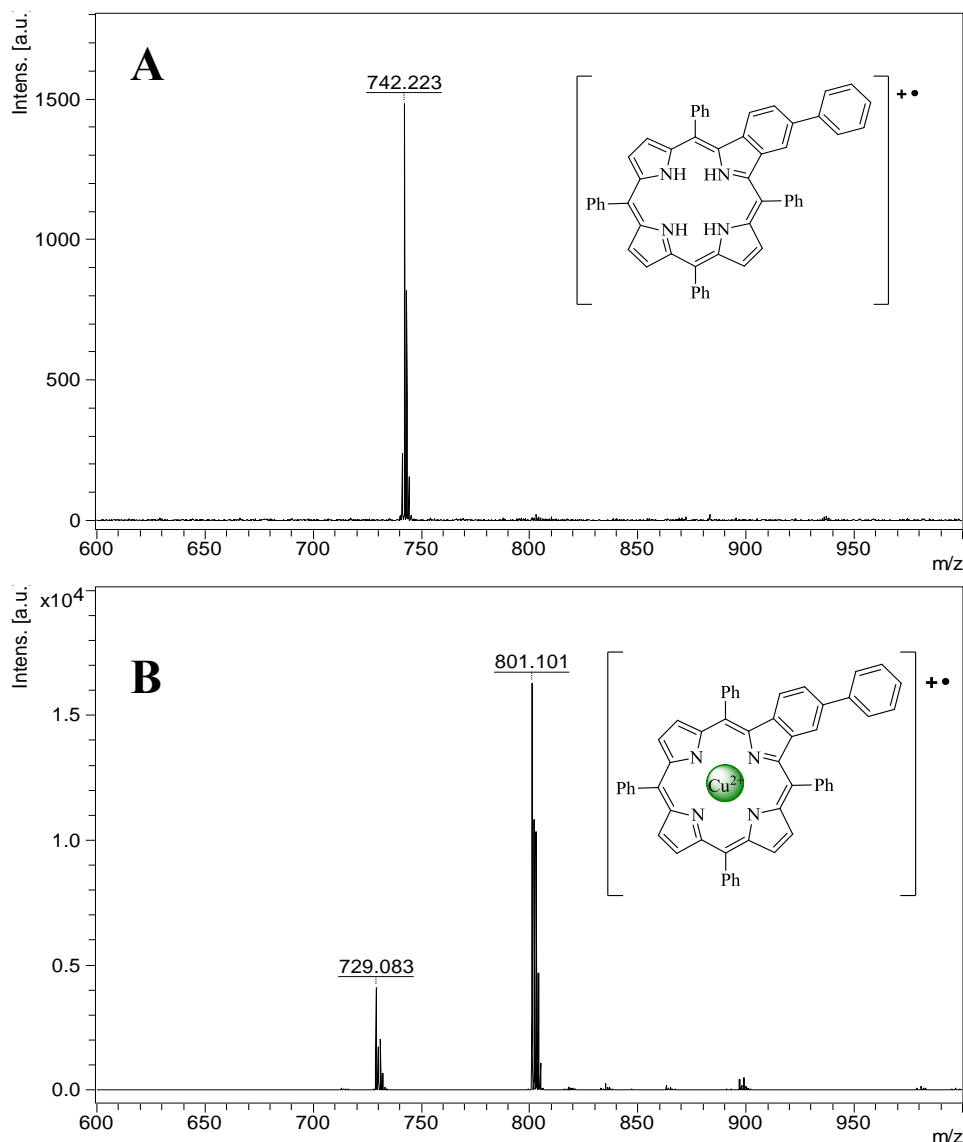 A
Intens. [a.u.]
1500
1000
500
0
742.223
Ph
NH
HN
Ph
Ph
NH
HN
Ph
+•
600
650
700
750
800
850
900
950
m/z
B
Intens. [a.u.]
x10⁴
1.5
1.0
0.5
0.0
801.101
729.083
Ph
N
N
Cu²⁺
Ph
Ph
N
N
Ph
+•
600
650
700
750
800
850
900
950
m/z